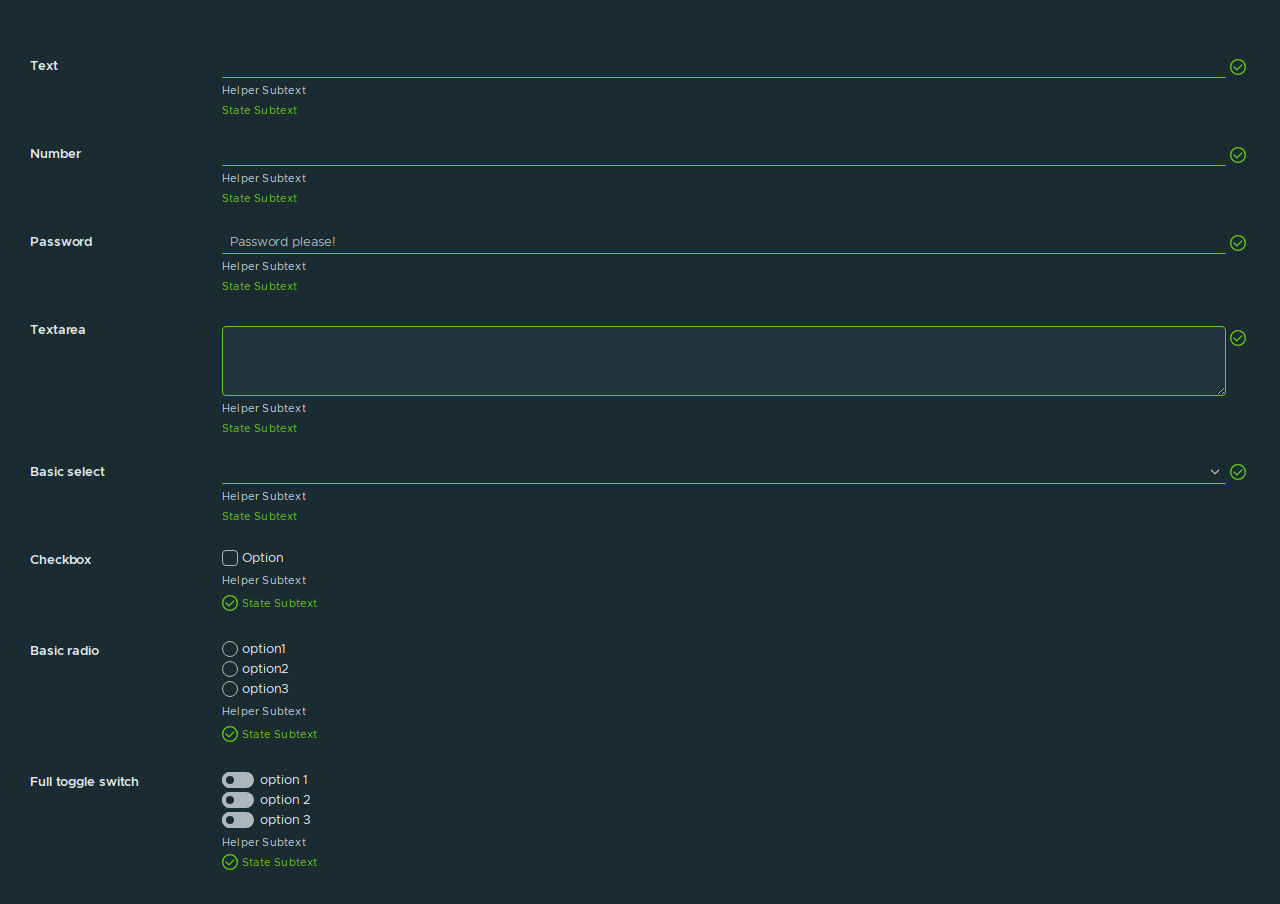 Text
Helper Subtext
State Subtext
Number
Helper Subtext
State Subtext
Password
Password please!
Helper Subtext
State Subtext
Textarea
Helper Subtext
State Subtext
Basic select
Helper Subtext
State Subtext
Checkbox
Option
Helper Subtext
State Subtext
Basic radio
option1
option2
option3
Helper Subtext
State Subtext
Full toggle switch
option 1
option 2
option 3
Helper Subtext
State Subtext